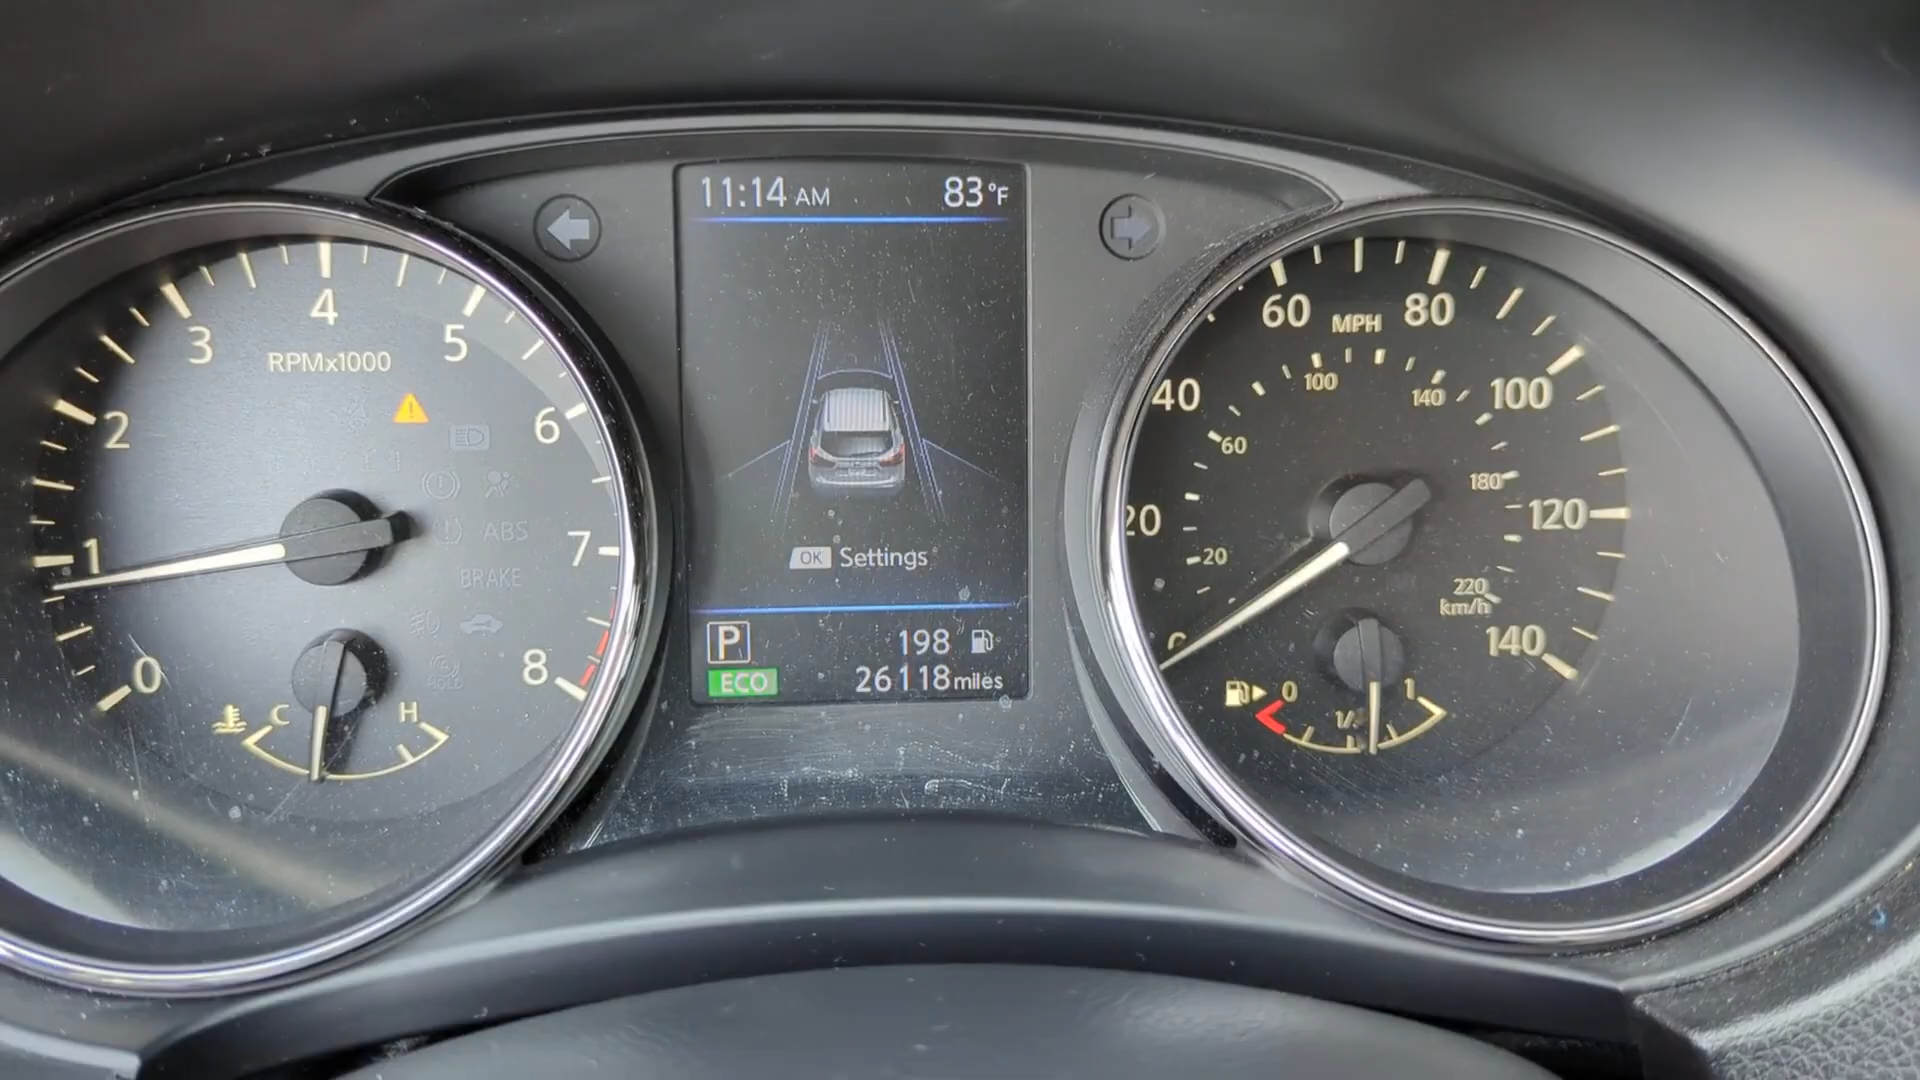 11:14 AM 83°F
OK Settings
P 198
ECO 26118 miles
0 1 2 3 4 5 6 7 8
RPMx1000
ABS
BRAKE
HOLD
C H
20 40 60 80 100 120 140
MPH
20 60 100 140 180 220
km/h
0 1